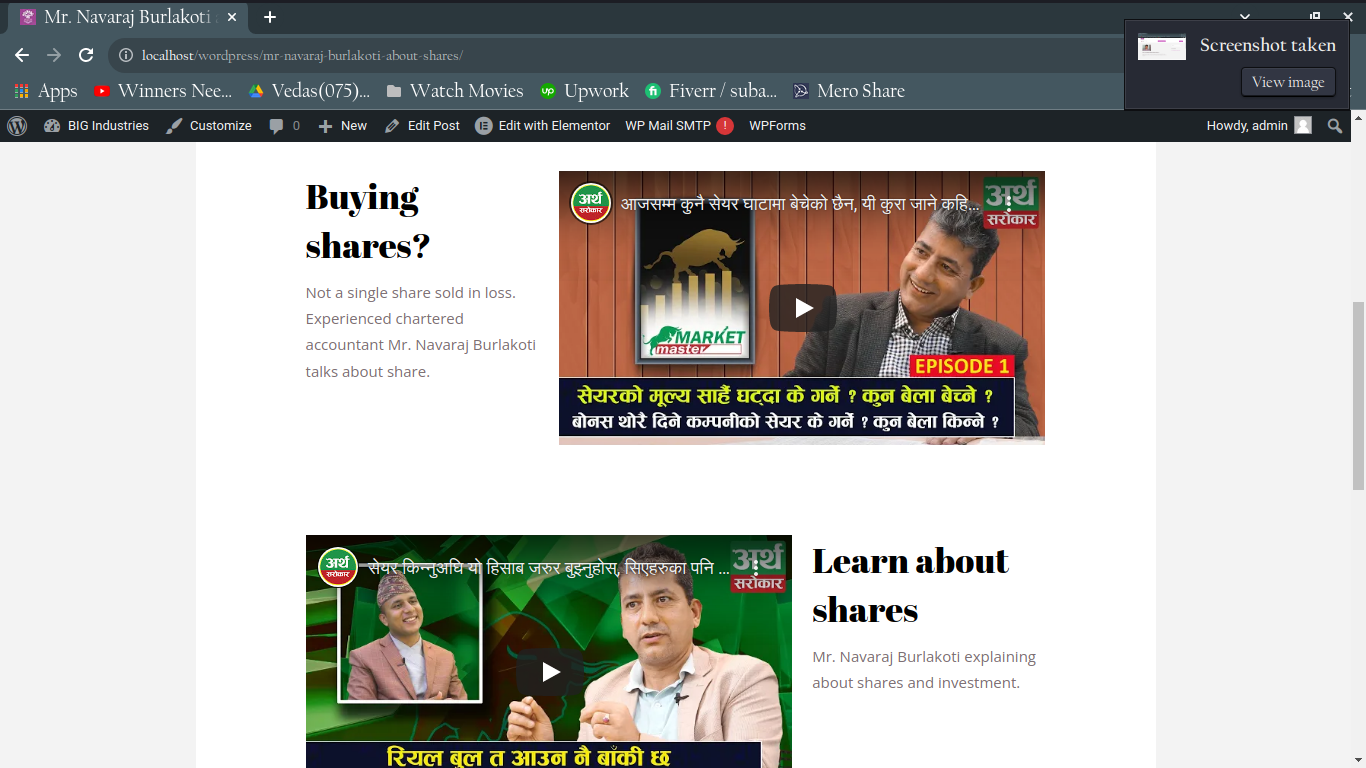 Mr. Navaraj Burlakoti a
localhost/wordpress/mr-navaraj-burlakoti-about-shares/
Screenshot taken
View image
Apps
Winners Nee...
Vedas(075)...
Watch Movies
Upwork
Fiverr / suba...
Mero Share
BIG Industries
Customize
0
New
Edit Post
Edit with Elementor
WP Mail SMTP !
WPForms
Howdy, admin
Buying
shares?
Not a single share sold in loss.
Experienced chartered
accountant Mr. Navaraj Burlakoti
talks about share.
अर्थ
सरोकार
आजसम्म कुनै सेयर घाटामा बेचेको छैन, यी कुरा जाने कहि...
अर्थ
सरोकार
MARKET
master
EPISODE 1
सेयरको मूल्य सार्है घट्दा के गर्ने ? कुन बेला बेच्ने ?
बोनस थोरै दिने कम्पनीको सेयर के गर्ने ? कुन बेला किन्ने ?
अर्थ
सरोकार
सेयर किन्नुअघि यो हिसाब जरुर बुझ्नुहोस्, सिएहरुका पनि ...
अर्थ
सरोकार
रियल बुल त आउन नै बाँकी छ
Learn about
shares
Mr. Navaraj Burlakoti explaining
about shares and investment.